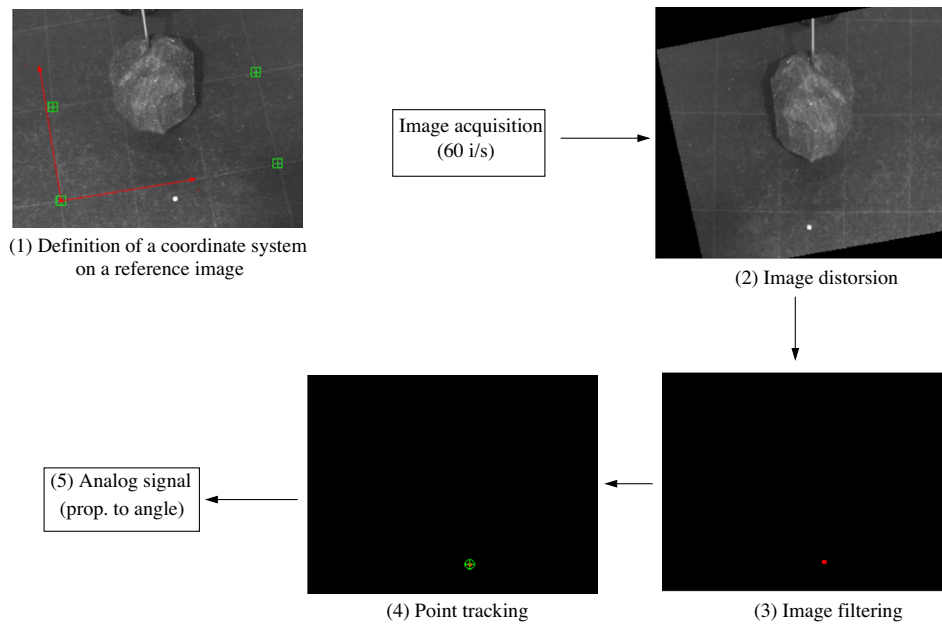 (1) Definition of a coordinate system
on a reference image
Image acquisition
(60 i/s)
(2) Image distorsion
(3) Image filtering
(4) Point tracking
(5) Analog signal
(prop. to angle)